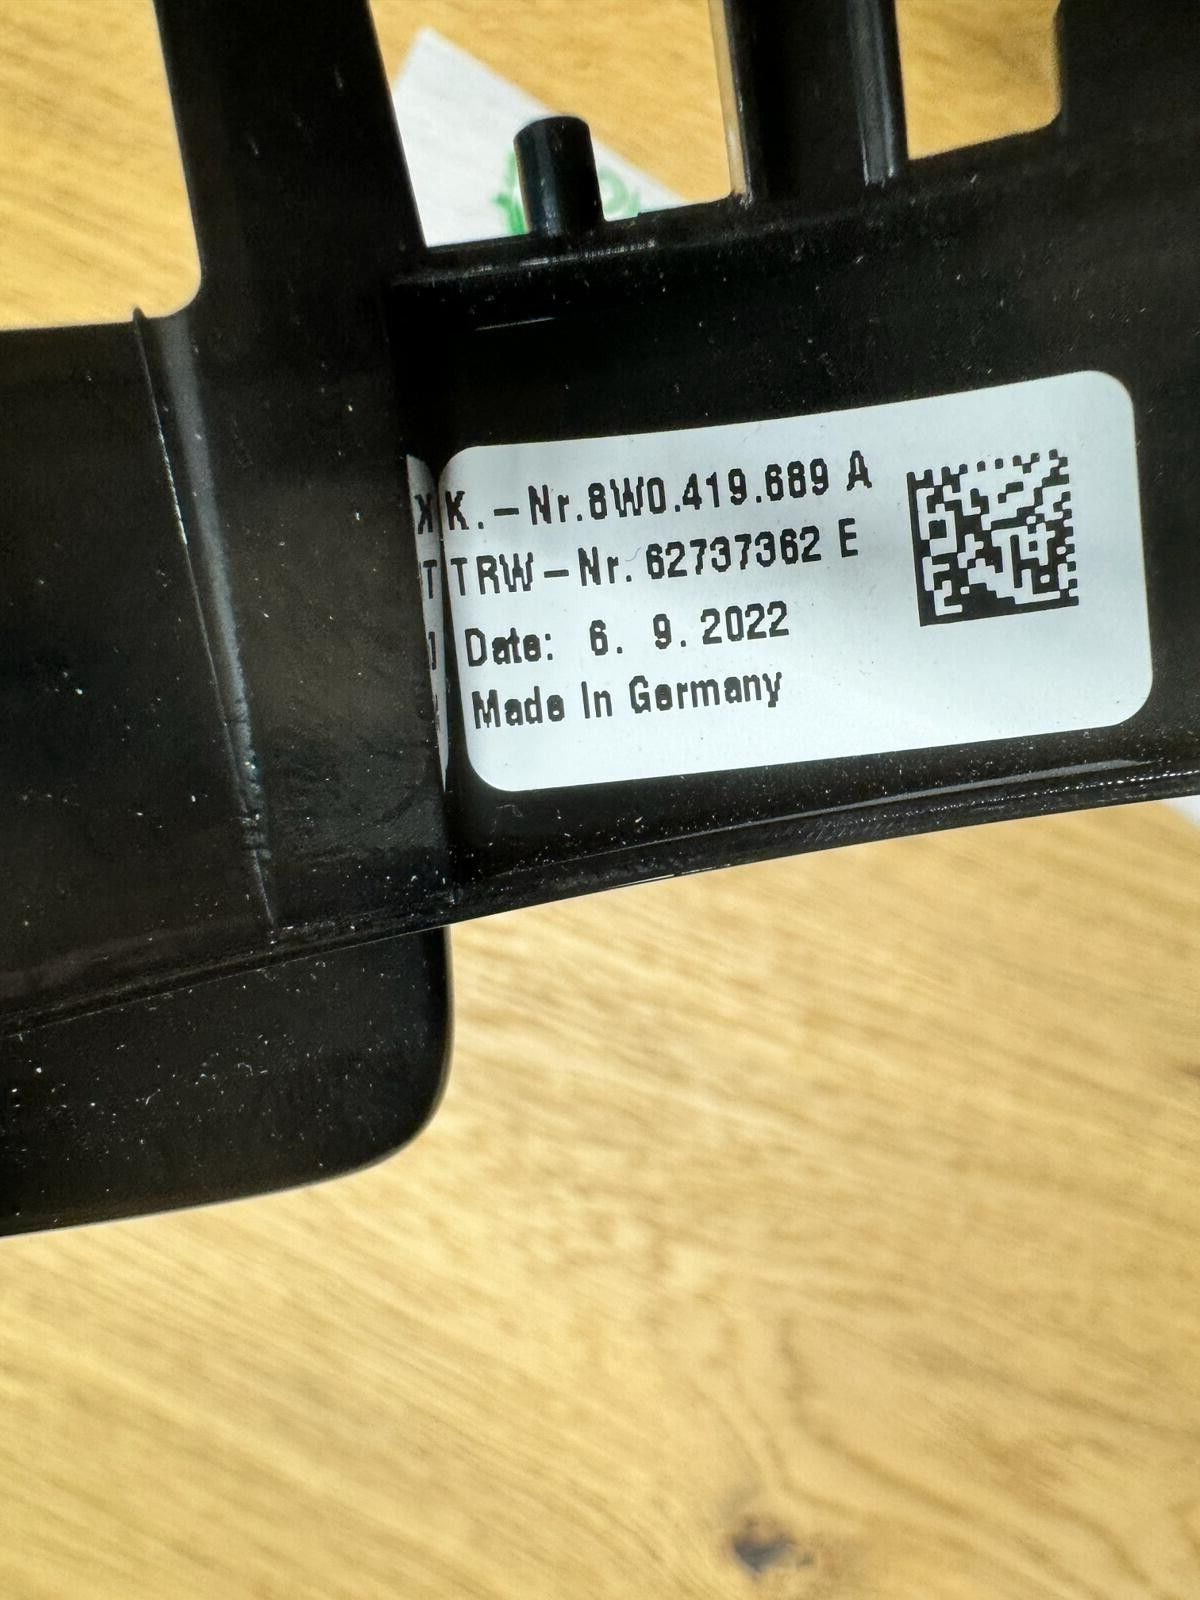 K.-Nr.8W0.419.689 A
TRW-Nr. 62737362 E
Date: 6. 9. 2022
Made In Germany